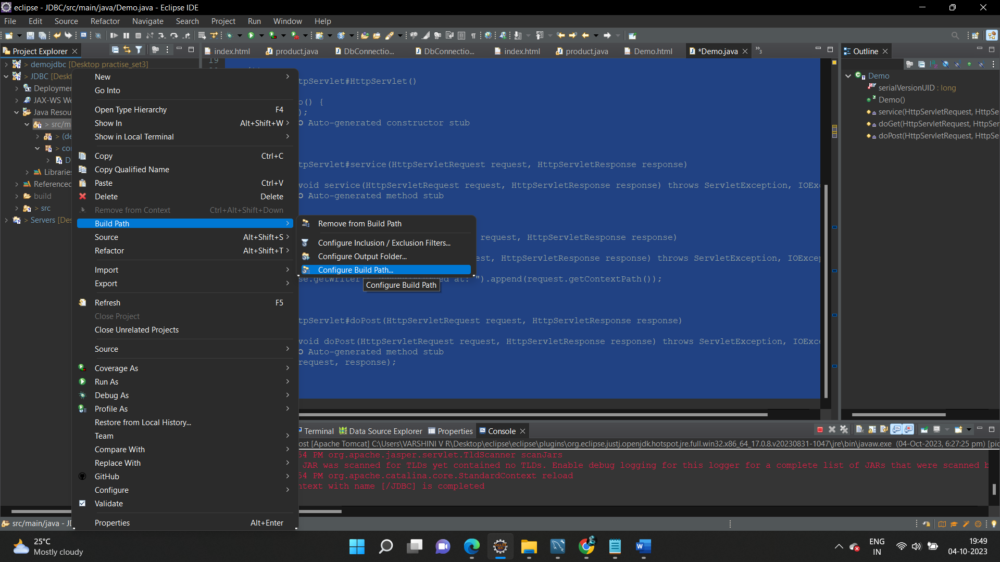 eclipse - JDBC/src/main/java/Demo.java - Eclipse IDE
File Edit Source Refactor Navigate Search Project Run Window Help
Project Explorer
index.html
product.java
DbConnectio...
DbConnectio...
index.html
product.java
Demo.html
*Demo.java
»3
Outline
> demojdbc [Desktop practise_set3]
> JDBC [Deskt
Deploymen
JAX-WS We
Java Resou
> src/m
> (de
> cor
D
Libraries
Referenced
build
> src
> Servers [Des
New
Go Into
Open Type Hierarchy F4
Show In Alt+Shift+W
Show in Local Terminal
Copy Ctrl+C
Copy Qualified Name
Paste Ctrl+V
Delete Delete
Remove from Context Ctrl+Alt+Shift+Down
Build Path
Source Alt+Shift+S
Refactor Alt+Shift+T
Import
Export
Refresh F5
Close Project
Close Unrelated Projects
Source
Coverage As
Run As
Debug As
Profile As
Restore from Local History...
Team
Compare With
Replace With
GitHub
Configure
Validate
Properties Alt+Enter
Remove from Build Path
Configure Inclusion / Exclusion Filters...
Configure Output Folder...
Configure Build Path...
Configure Build Path
19
tpServlet#HttpServlet()
o() {
);
O Auto-generated constructor stub
tpServlet#service(HttpServletRequest request, HttpServletResponse response)
void service(HttpServletRequest request, HttpServletResponse response) throws ServletException, IOExc
O Auto-generated method stub
request, HttpServletResponse response)
est, HttpServletResponse response) throws ServletException, IOExcep
se.getWriter at: ").append(request.getContextPath());
tpServlet#doPost(HttpServletRequest request, HttpServletResponse response)
void doPost(HttpServletRequest request, HttpServletResponse response) throws ServletException, IOExce
O Auto-generated method stub
request, response);
Demo
serialVersionUID : long
Demo()
service(HttpServletRequest, HttpSe
doGet(HttpServletRequest, HttpSer
doPost(HttpServletRequest, HttpSe
Terminal
Data Source Explorer
Properties
Console
ost [Apache Tomcat] C:\Users\VARSHINI V R\Desktop\eclipse\eclipse\plugins\org.eclipse.justj.openjdk.hotspot.jre.full.win32.x86_64_17.0.8.v20230831-1047\jre\bin\javaw.exe (04-Oct-2023, 6:27:25 pm) [pic
54 PM org.apache.jasper.servlet.TldScanner scanJars
JAR was scanned for TLDs yet contained no TLDs. Enable debug logging for this logger for a complete list of JARs that were scanned b
54 PM org.apache.catalina.core.StandardContext reload
ntext with name [/JDBC] is completed
src/main/java - JD
25°C
Mostly cloudy
ENG
IN
19:49
04-10-2023